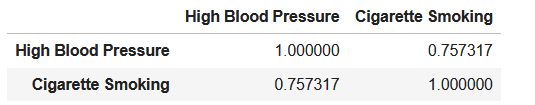 High Blood Pressure Cigarette Smoking
High Blood Pressure 1.000000 0.757317
Cigarette Smoking 0.757317 1.000000